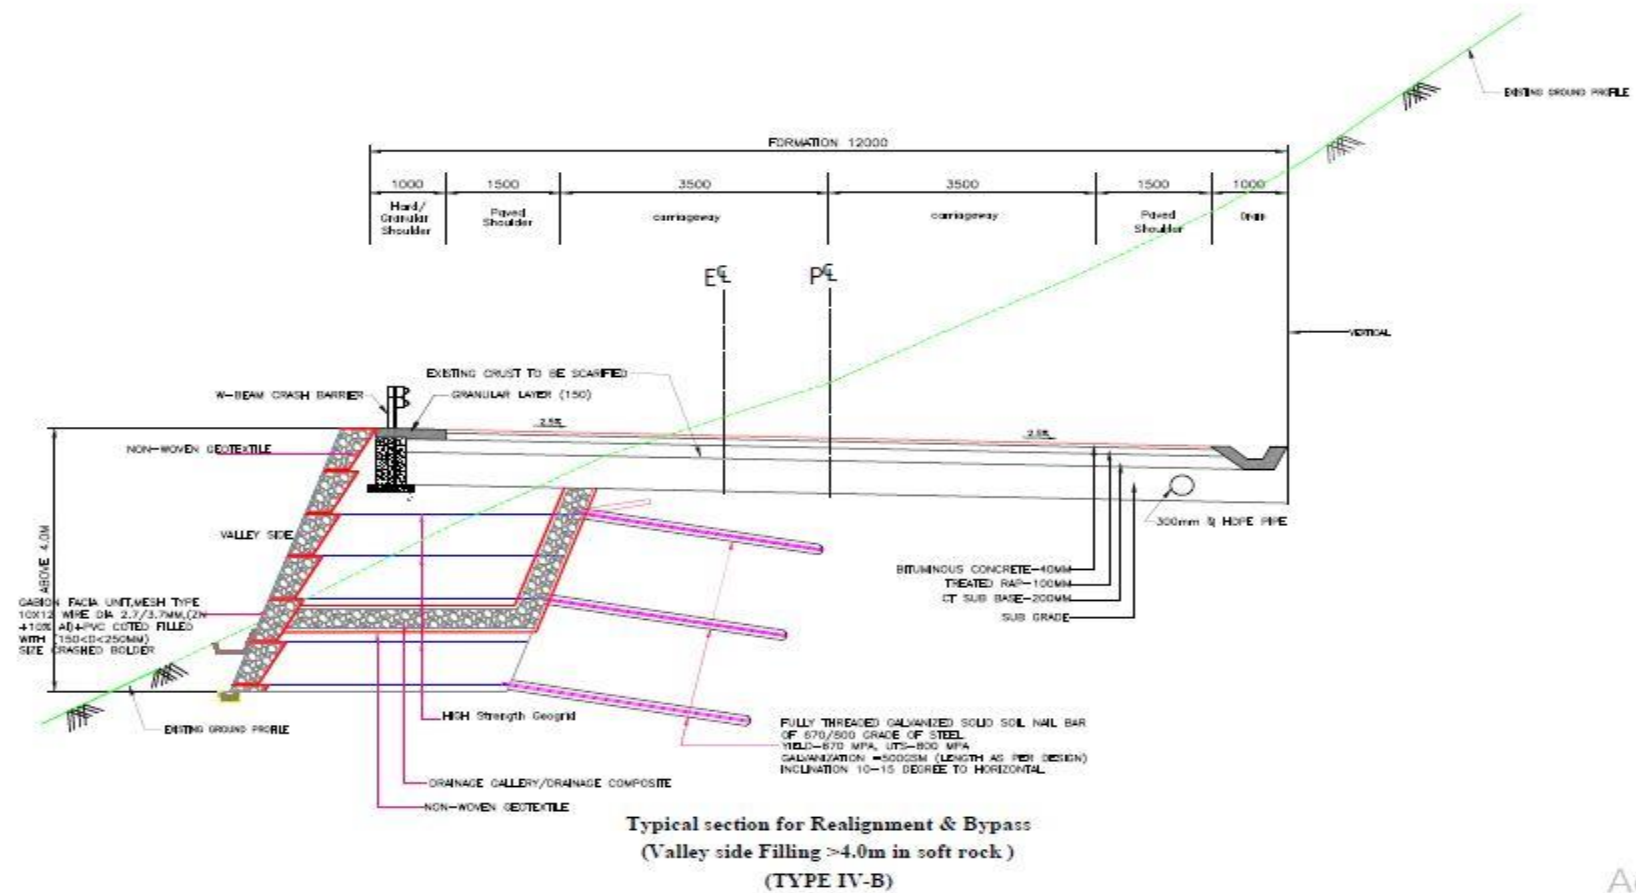 EXISTING GROUND PROFILE
FORMATION 12000
1000
1500
3500
3500
1500
1000
Hard/
Granular
Shoulder
Paved
Shoulder
carriageway
carriageway
Paved
Shoulder
Drain
E℄
P℄
VERTICAL
EXISTING CRUST TO BE SCARIFIED
W-BEAM CRASH BARRIER
GRANULAR LAYER (150)
2.5%
2.5%
NON-WOVEN GEOTEXTILE
VALLEY SIDE
ABOVE 4.0M
300mm HDPE PIPE
BITUMINOUS CONCRETE-40MM
TREATED RAP-100MM
CT SUB BASE-200MM
SUB GRADE
GABION FACIA UNIT,MESH TYPE
10X12 WIRE DIA 2.7/3.7MM,(ZN
+10% Al)+PVC COTED FILLED
WITH (150<D<250MM)
SIZE CRASHED BOLDER
EXISTING GROUND PROFILE
HIGH Strength Geogrid
FULLY THREADED GALVANIZED SOLID SOIL NAIL BAR
OF 670/800 GRADE OF STEEL
YIELD-670 MPA, UTS-800 MPA
GALVANIZATION =500GSM (LENGTH AS PER DESIGN)
INCLINATION 10-15 DEGREE TO HORIZONTAL
DRAINAGE GALLERY/DRAINAGE COMPOSITE
NON-WOVEN GEOTEXTILE
Typical section for Realignment & Bypass
(Valley side Filling >4.0m in soft rock )
(TYPE IV-B)